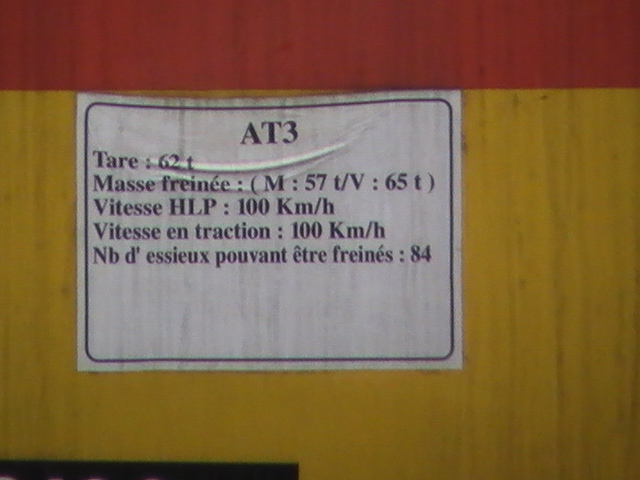 AT3
Tare : 62 t
Masse freinée : ( M : 57 t/V : 65 t )
Vitesse HLP : 100 Km/h
Vitesse en traction : 100 Km/h
Nb d' essieux pouvant être freinés : 84